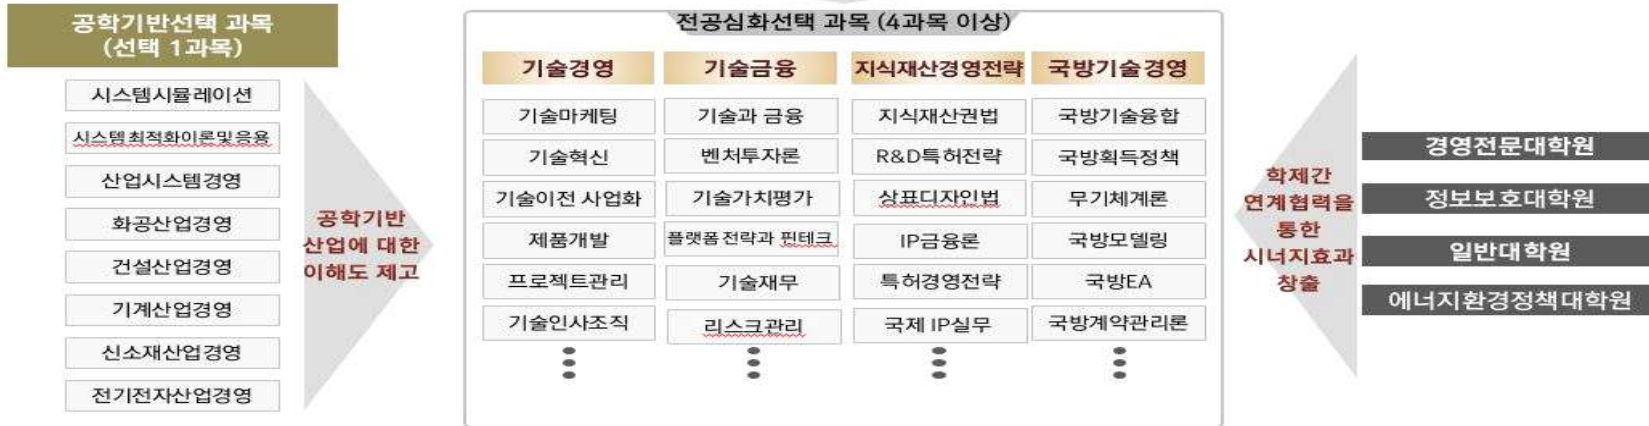 공학기반선택 과목
(선택 1과목)
시스템시뮬레이션
시스템최적화이론및응용
산업시스템경영
화공산업경영
건설산업경영
기계산업경영
신소재산업경영
전기전자산업경영
공학기반
산업에 대한
이해도 제고
전공심화선택 과목 (4과목 이상)
기술경영
기술마케팅
기술혁신
기술이전 사업화
제품개발
프로젝트관리
기술인사조직
기술금융
기술과 금융
벤처투자론
기술가치평가
플랫폼 전략과 핀테크
기술재무
리스크관리
지식재산경영전략
지식재산권법
R&D특허전략
상표디자인법
IP금융론
특허경영전략
국제 IP실무
국방기술경영
국방기술융합
국방획득정책
무기체계론
국방모델링
국방EA
국방계약관리론
학제간
연계협력을
통한
시너지효과
창출
경영전문대학원
정보보호대학원
일반대학원
에너지환경정책대학원